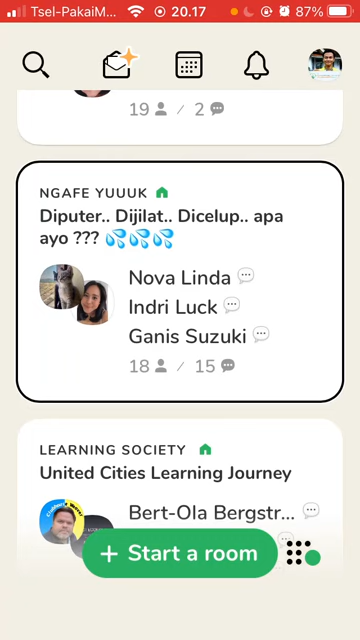 Tsel-PakaiM... 20.17 87%
19 / 2
NGAFE YUUUK
Diputer.. Dijilat.. Dicelup.. apa
ayo ??? 💦💦💦
Nova Linda
Indri Luck
Ganis Suzuki
18 / 15
LEARNING SOCIETY
United Cities Learning Journey
Bert-Ola Bergstr...
+ Start a room